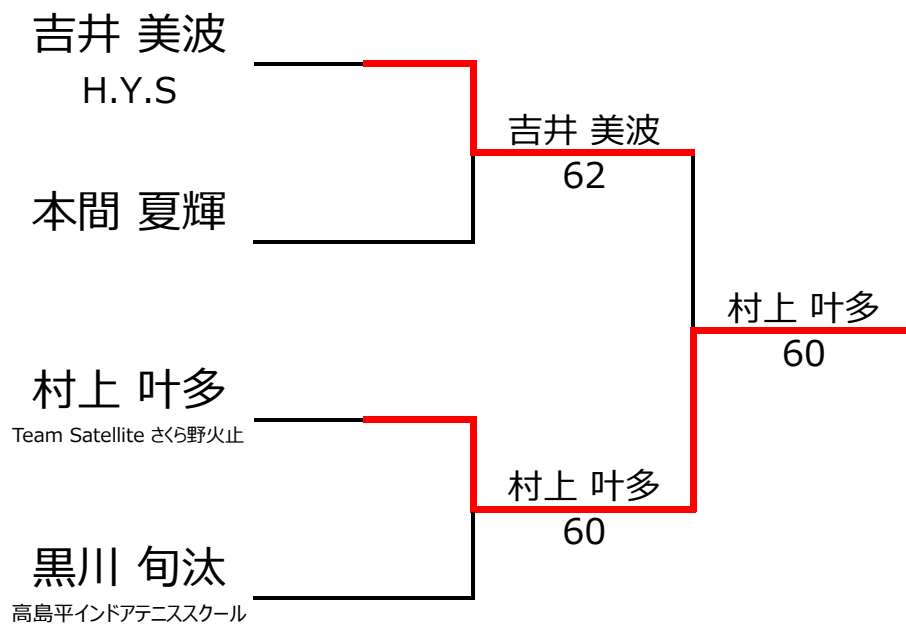 吉井 美波
H.Y.S
吉井 美波
62
本間 夏輝
村上 叶多
60
村上 叶多
Team Satellite さくら野火止
村上 叶多
60
黒川 旬汰
高島平インドアテニススクール